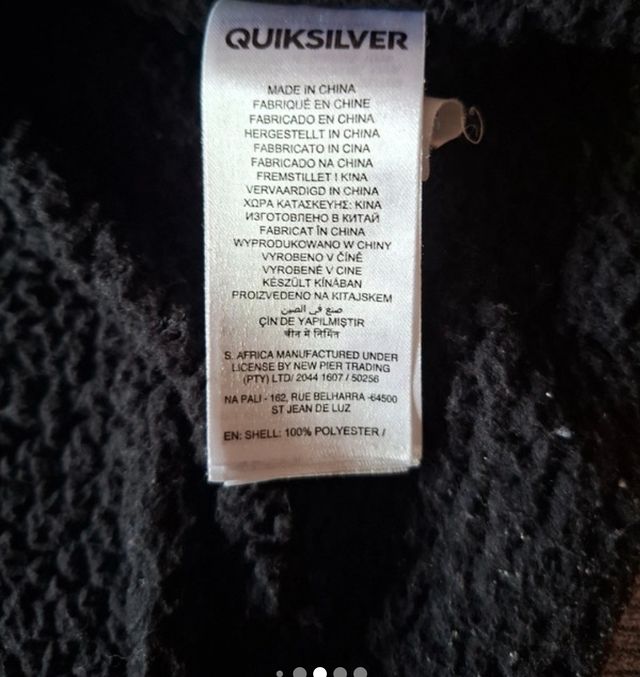 QUIKSILVER
MADE IN CHINA
FABRIQUÉ EN CHINE
FABRICADO EN CHINA
HERGESTELLT IN CHINA
FABBRICATO IN CINA
FABRICADO NA CHINA
FREMSTILLET I KINA
VERVAARDIGD IN CHINA
ΧΩΡΑ ΚΑΤΑΣΚΕΥΗΣ: ΚΙΝΑ
ИЗГОТОВЛЕНО В КИТАЙ
FABRICAT ÎN CHINA
WYPRODUKOWANO W CHINY
VYROBENO V ČÍNĚ
VYROBENÉ V CINE
KÉSZÜLT KÍNÁBAN
PROIZVEDENO NA KITAJSKEM
صنع في الصين
ÇIN DE YAPILMIŞTIR
चीन में निर्मित
S. AFRICA MANUFACTURED UNDER
LICENSE BY NEW PIER TRADING
(PTY) LTD/ 2044 1607 / 50256
NA PALI - 162, RUE BELHARRA -64500
ST JEAN DE LUZ
EN: SHELL: 100% POLYESTER /